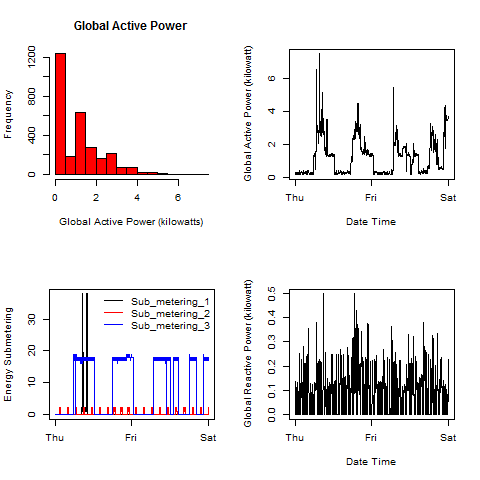 Global Active Power
Frequency
0 400 1200
0 2 4 6
Global Active Power (kilowatts)
Global Active Power (kilowatt)
0 2 4 6
Thu Fri Sat
Date Time
Energy Submetering
0 10 20 30
Sub_metering_1
Sub_metering_2
Sub_metering_3
Thu Fri Sat
Global Reactive Power (kilowatt)
0.0 0.1 0.2 0.3 0.4 0.5
Thu Fri Sat
Date Time